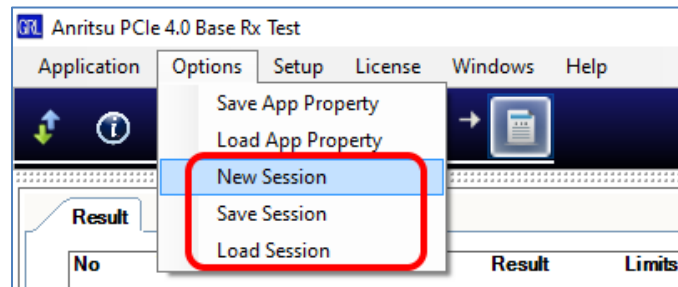 GRL Anritsu PCIe 4.0 Base Rx Test
Application Options Setup License Windows Help
Save App Property
Load App Property
New Session
Save Session
Load Session
Result
No Result Limits